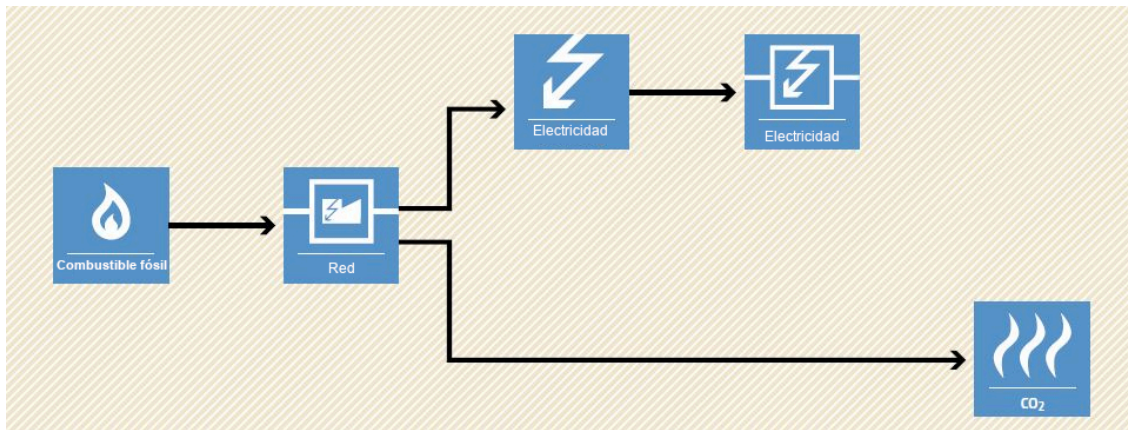 Electricidad
Electricidad
Combustible fósil
Red
CO₂